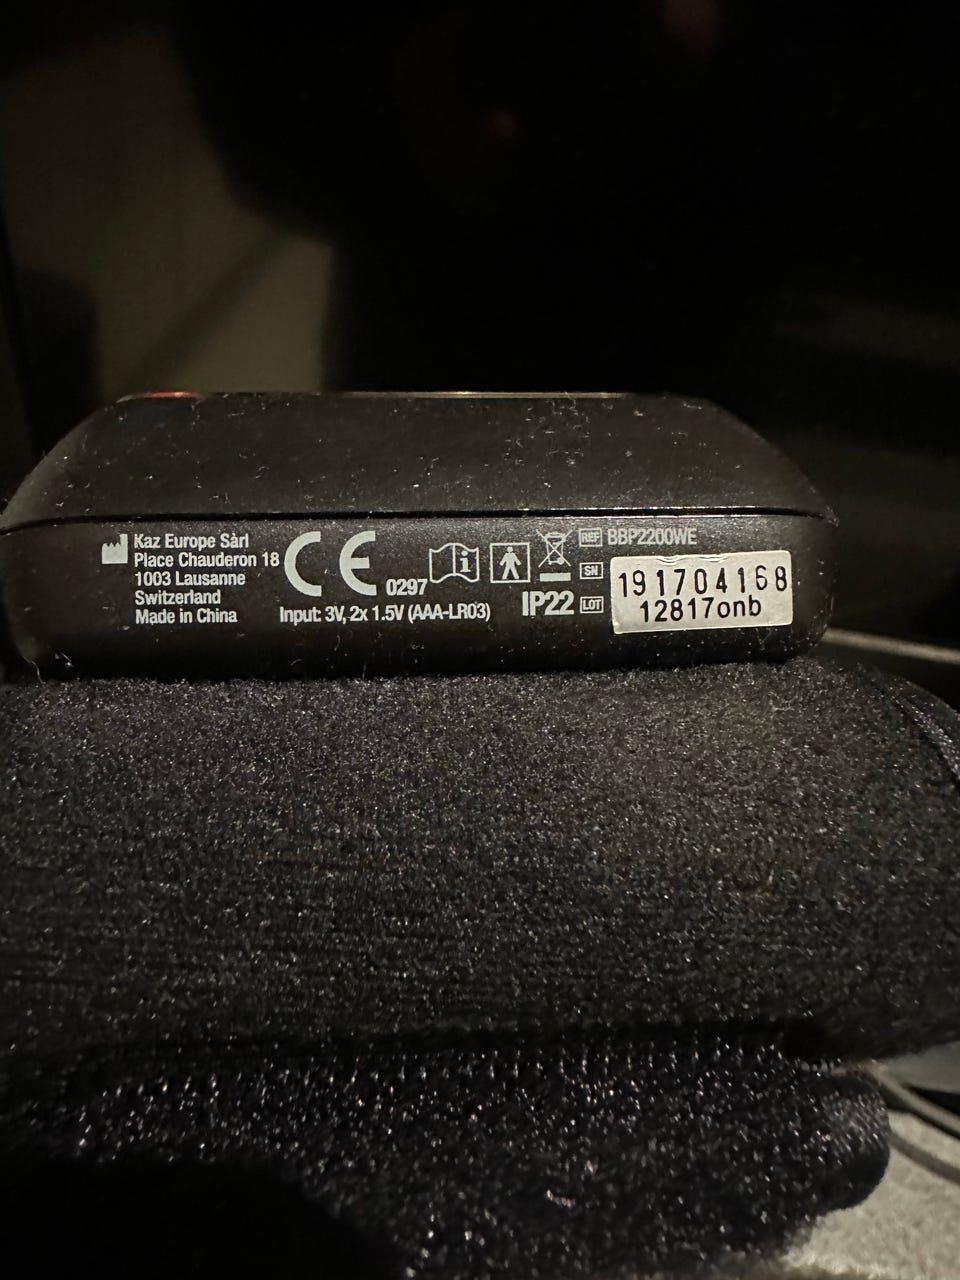 Kaz Europe Sàrl
Place Chauderon 18
1003 Lausanne
Switzerland
Made in China
CE 0297
Input: 3V, 2x 1.5V (AAA-LR03)
IP22
REF BBP2200WE
SN 191704168
LOT 12817onb